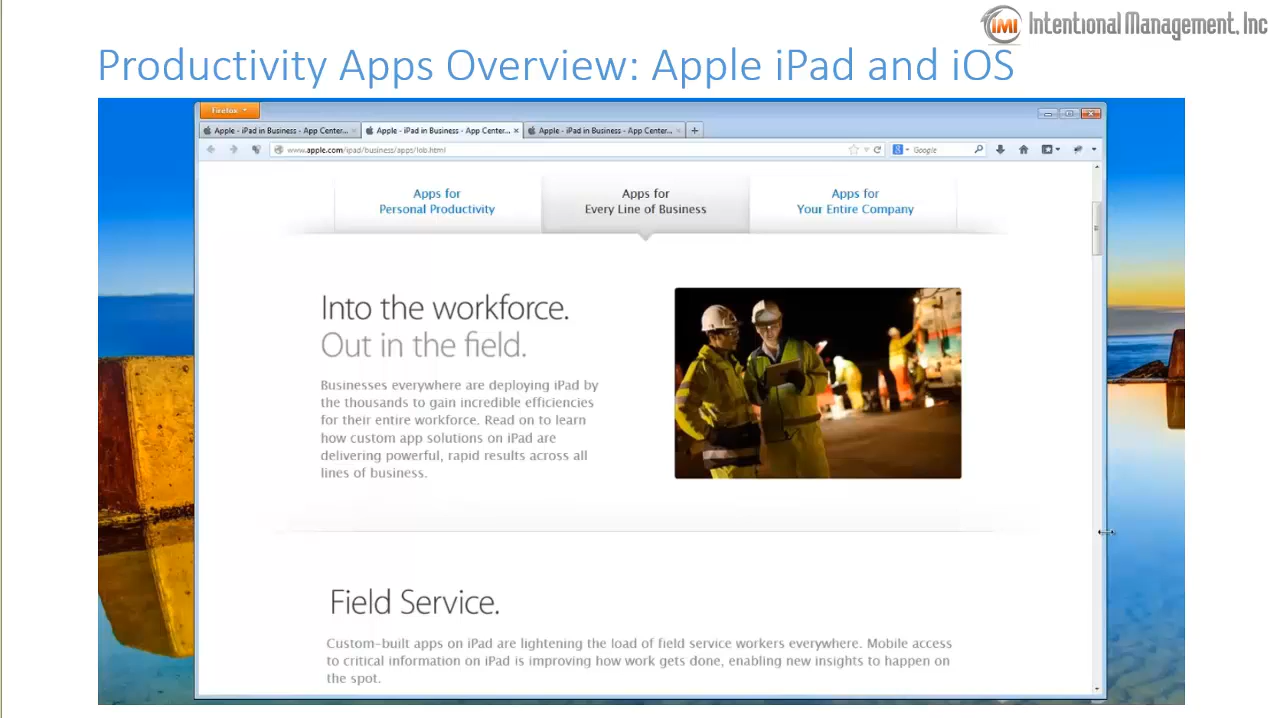 IMI Intentional Management, Inc
Productivity Apps Overview: Apple iPad and iOS
Firefox
Apple - iPad in Business - App Center...
Apple - iPad in Business - App Center...
Apple - iPad in Business - App Center...
www.apple.com/ipad/business/apps/lob.html
Google
Apps for
Personal Productivity
Apps for
Every Line of Business
Apps for
Your Entire Company
Into the workforce.
Out in the field.
Businesses everywhere are deploying iPad by
the thousands to gain incredible efficiencies
for their entire workforce. Read on to learn
how custom app solutions on iPad are
delivering powerful, rapid results across all
lines of business.
Field Service.
Custom-built apps on iPad are lightening the load of field service workers everywhere. Mobile access
to critical information on iPad is improving how work gets done, enabling new insights to happen on
the spot.